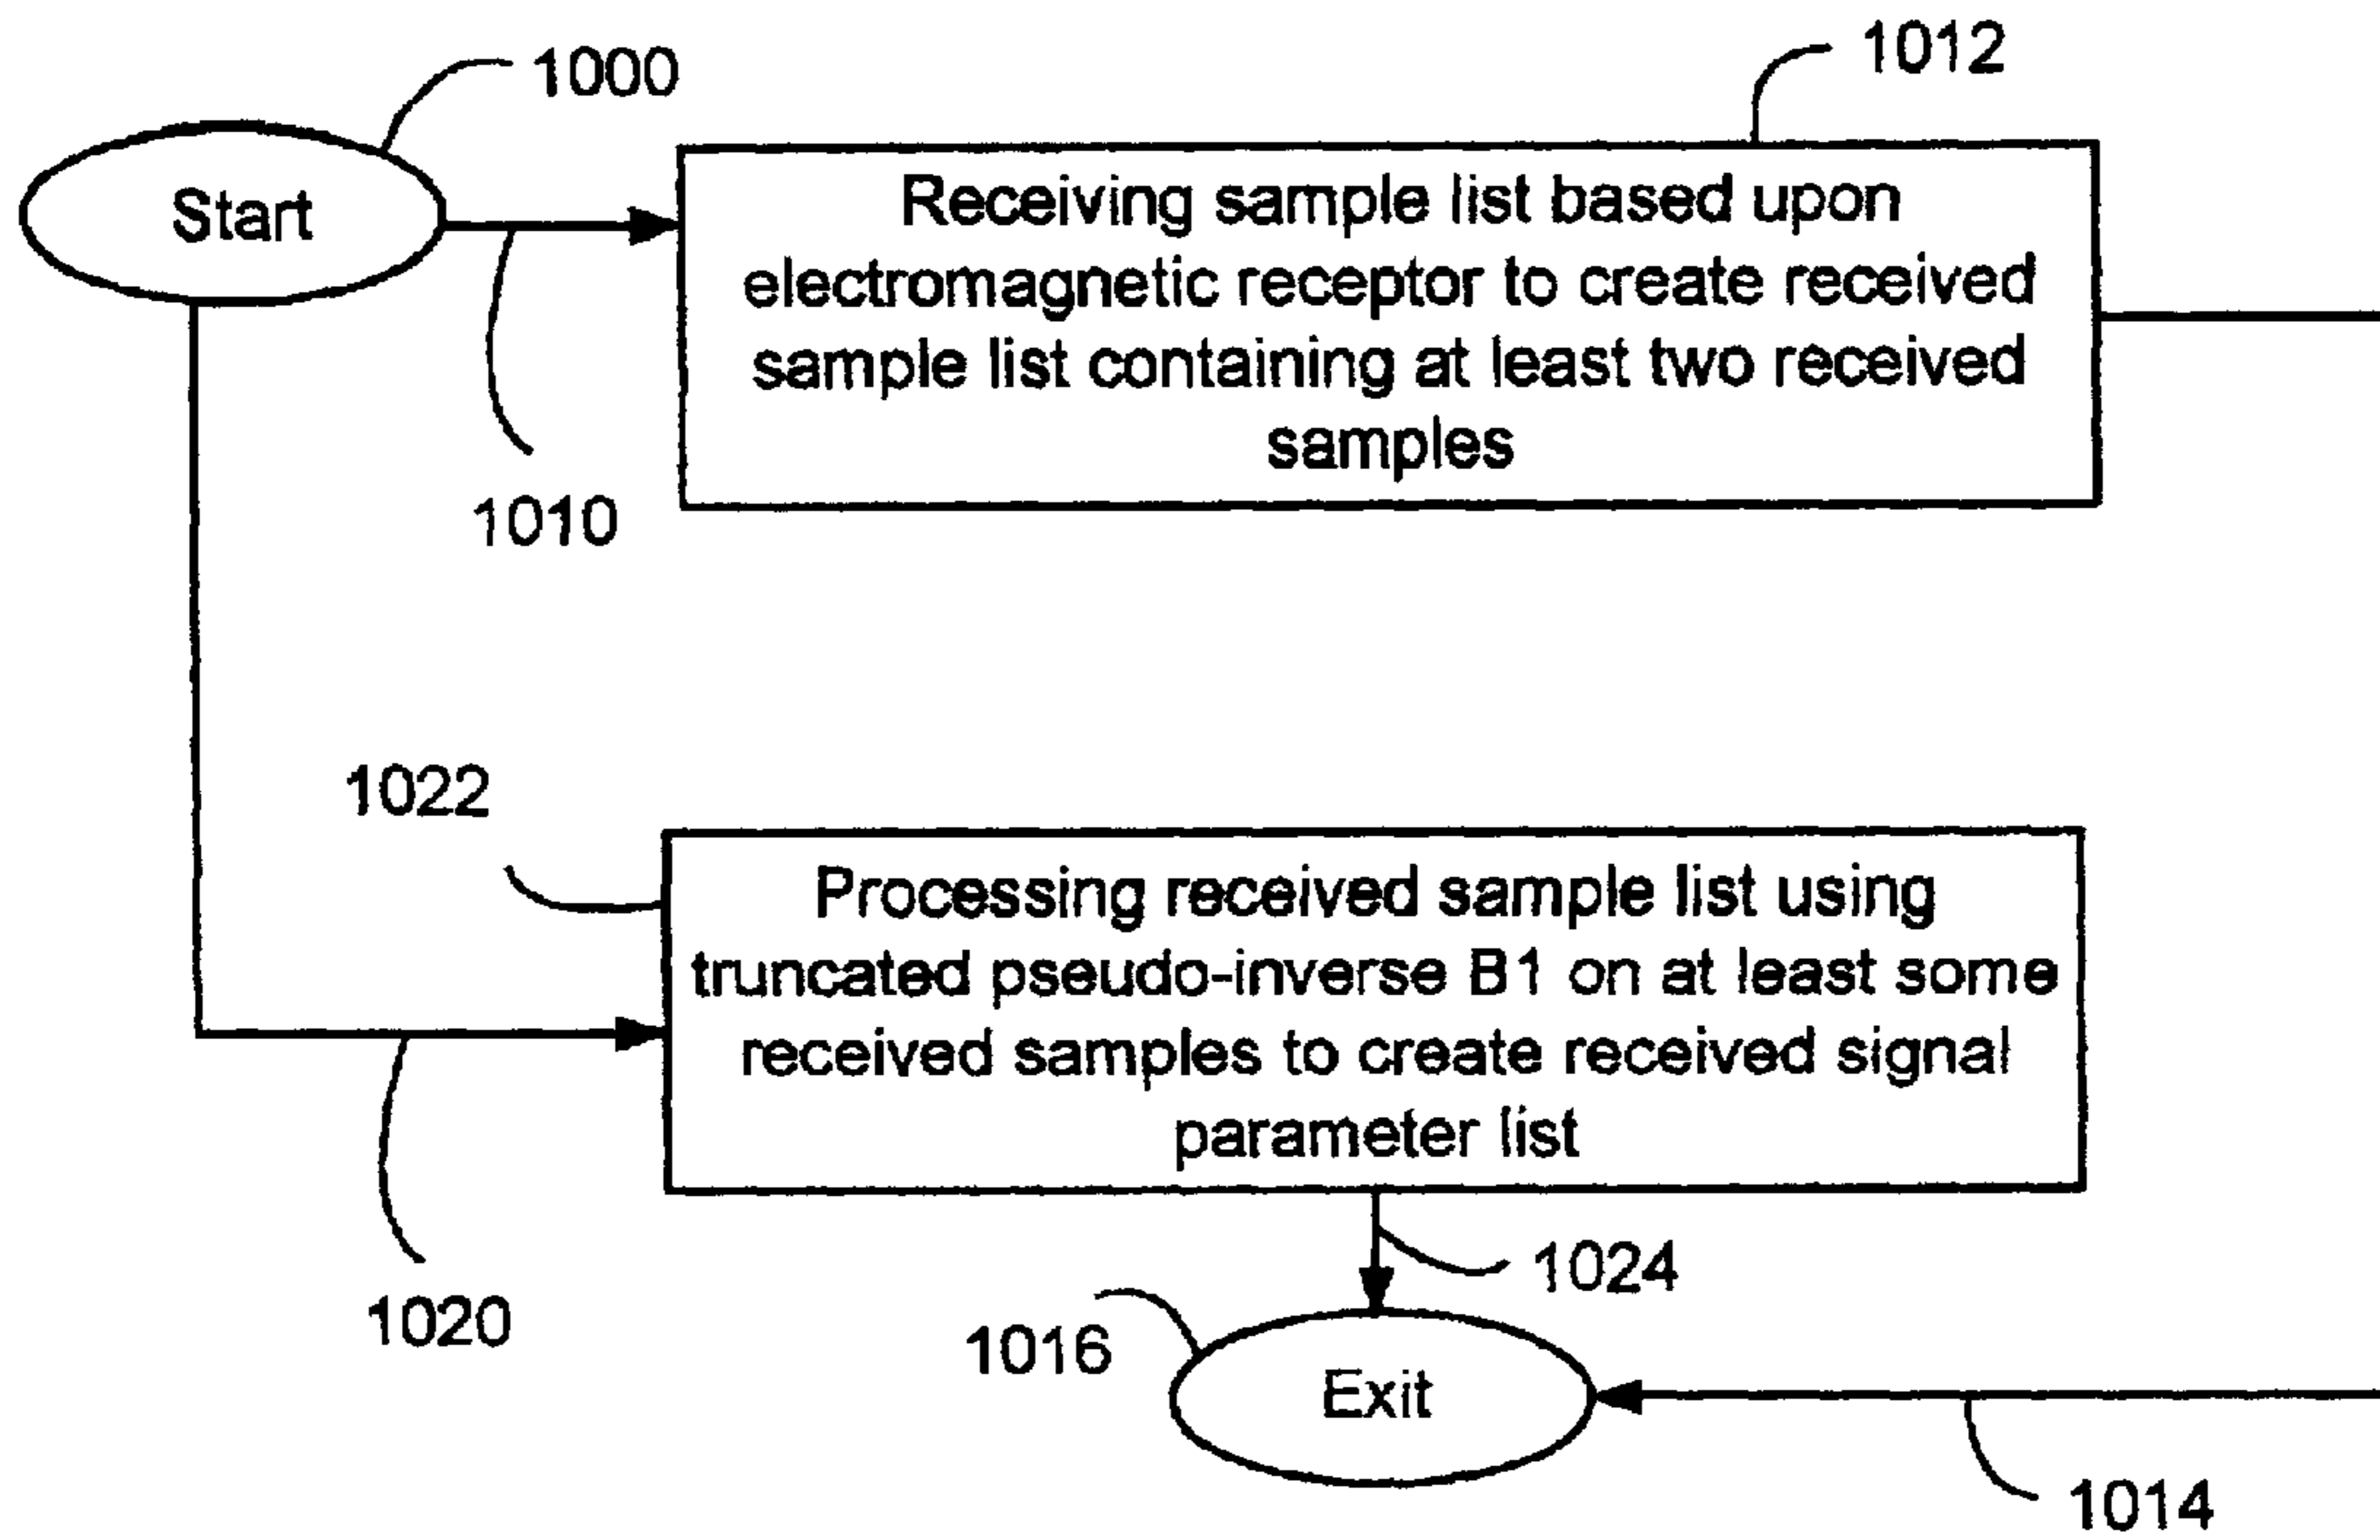 1000
1012
Start
Receiving sample list based upon
electromagnetic receptor to create received
sample list containing at least two received
samples
1010
1022
Processing received sample list using
truncated pseudo-inverse B1 on at least some
received samples to create received signal
parameter list
1020
1024
1016
Exit
1014